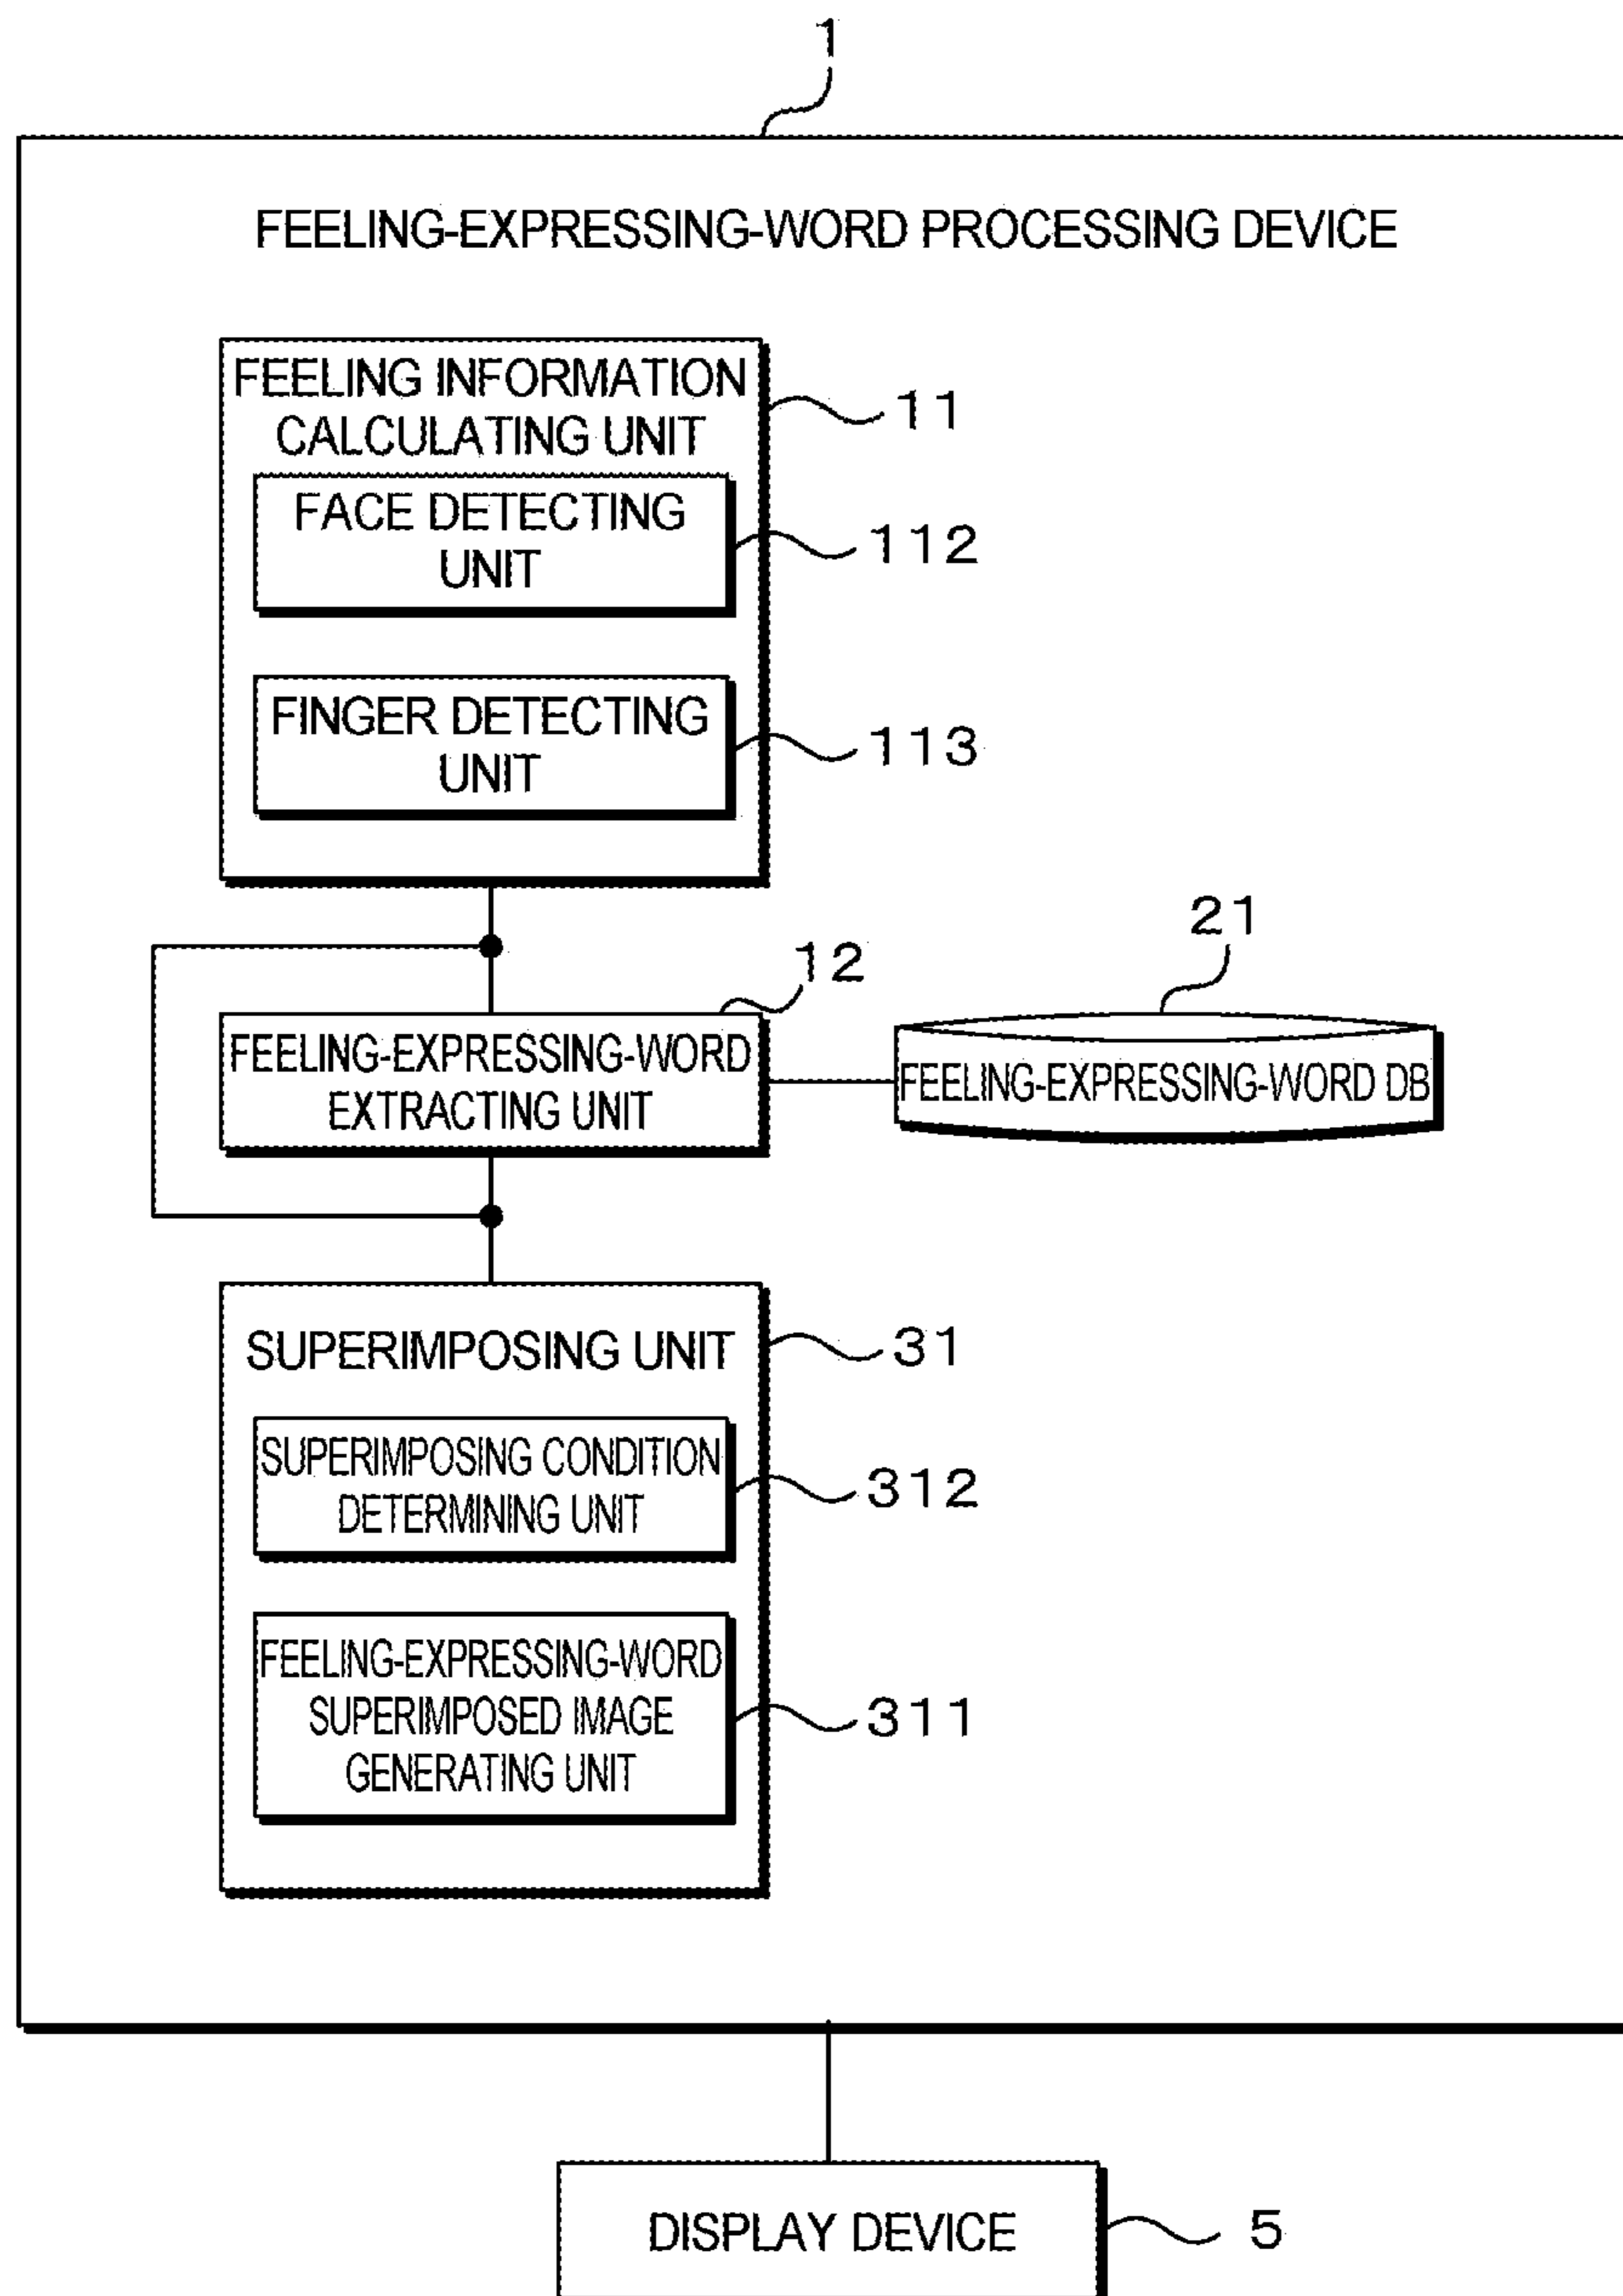 1
FEELING-EXPRESSING-WORD PROCESSING DEVICE
FEELING INFORMATION
CALCULATING UNIT
11
FACE DETECTING
UNIT
112
FINGER DETECTING
UNIT
113
12
21
FEELING-EXPRESSING-WORD
EXTRACTING UNIT
FEELING-EXPRESSING-WORD DB
SUPERIMPOSING UNIT
31
SUPERIMPOSING CONDITION
DETERMINING UNIT
312
FEELING-EXPRESSING-WORD
SUPERIMPOSED IMAGE
GENERATING UNIT
311
DISPLAY DEVICE
5